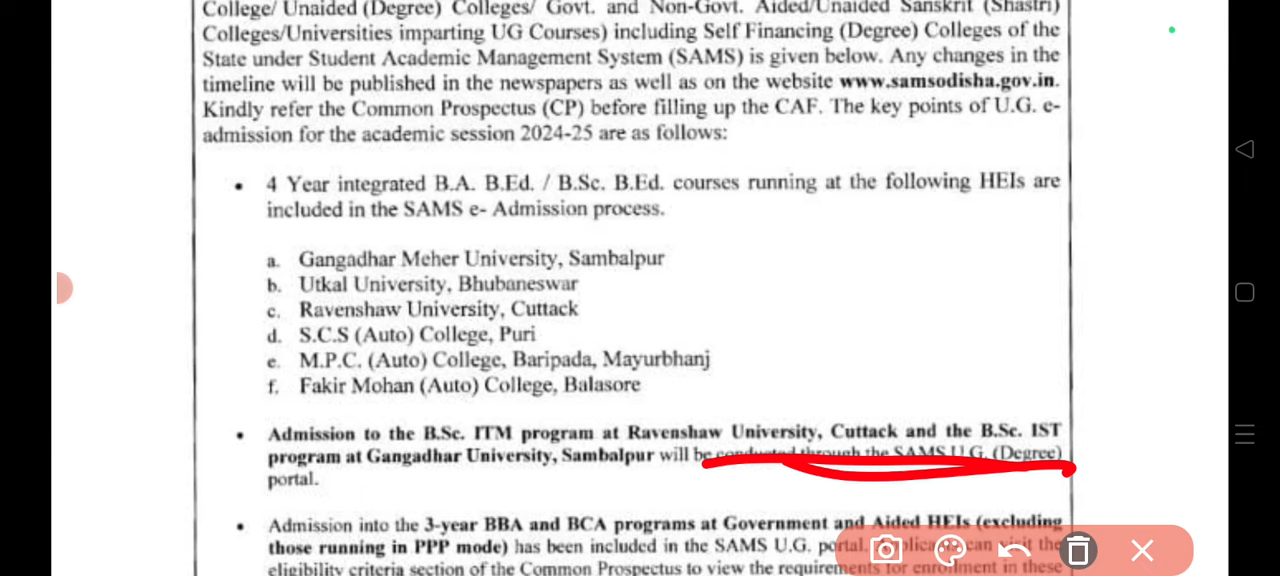 College/ Unaided (Degree) Colleges/ Govt. and Non-Govt. Aided/Unaided Sanskrit (Shastri)
Colleges/Universities imparting UG Courses) including Self Financing (Degree) Colleges of the
State under Student Academic Management System (SAMS) is given below. Any changes in the
timeline will be published in the newspapers as well as on the website www.samsodisha.gov.in.
Kindly refer the Common Prospectus (CP) before filling up the CAF. The key points of U.G. e-
admission for the academic session 2024-25 are as follows:
• 4 Year integrated B.A. B.Ed. / B.Sc. B.Ed. courses running at the following HEIs are
included in the SAMS e- Admission process.
a. Gangadhar Meher University, Sambalpur
b. Utkal University, Bhubaneswar
c. Ravenshaw University, Cuttack
d. S.C.S (Auto) College, Puri
e. M.P.C. (Auto) College, Baripada, Mayurbhanj
f. Fakir Mohan (Auto) College, Balasore
• Admission to the B.Sc. ITM program at Ravenshaw University, Cuttack and the B.Sc. IST
program at Gangadhar University, Sambalpur will be conducted through the SAMS U.G. (Degree)
portal.
• Admission into the 3-year BBA and BCA programs at Government and Aided HEIs (excluding
those running in PPP mode) has been included in the SAMS U.G. portal. can visit the
eligibility criteria section of the Common Prospectus to view the requirements for enrollment in these